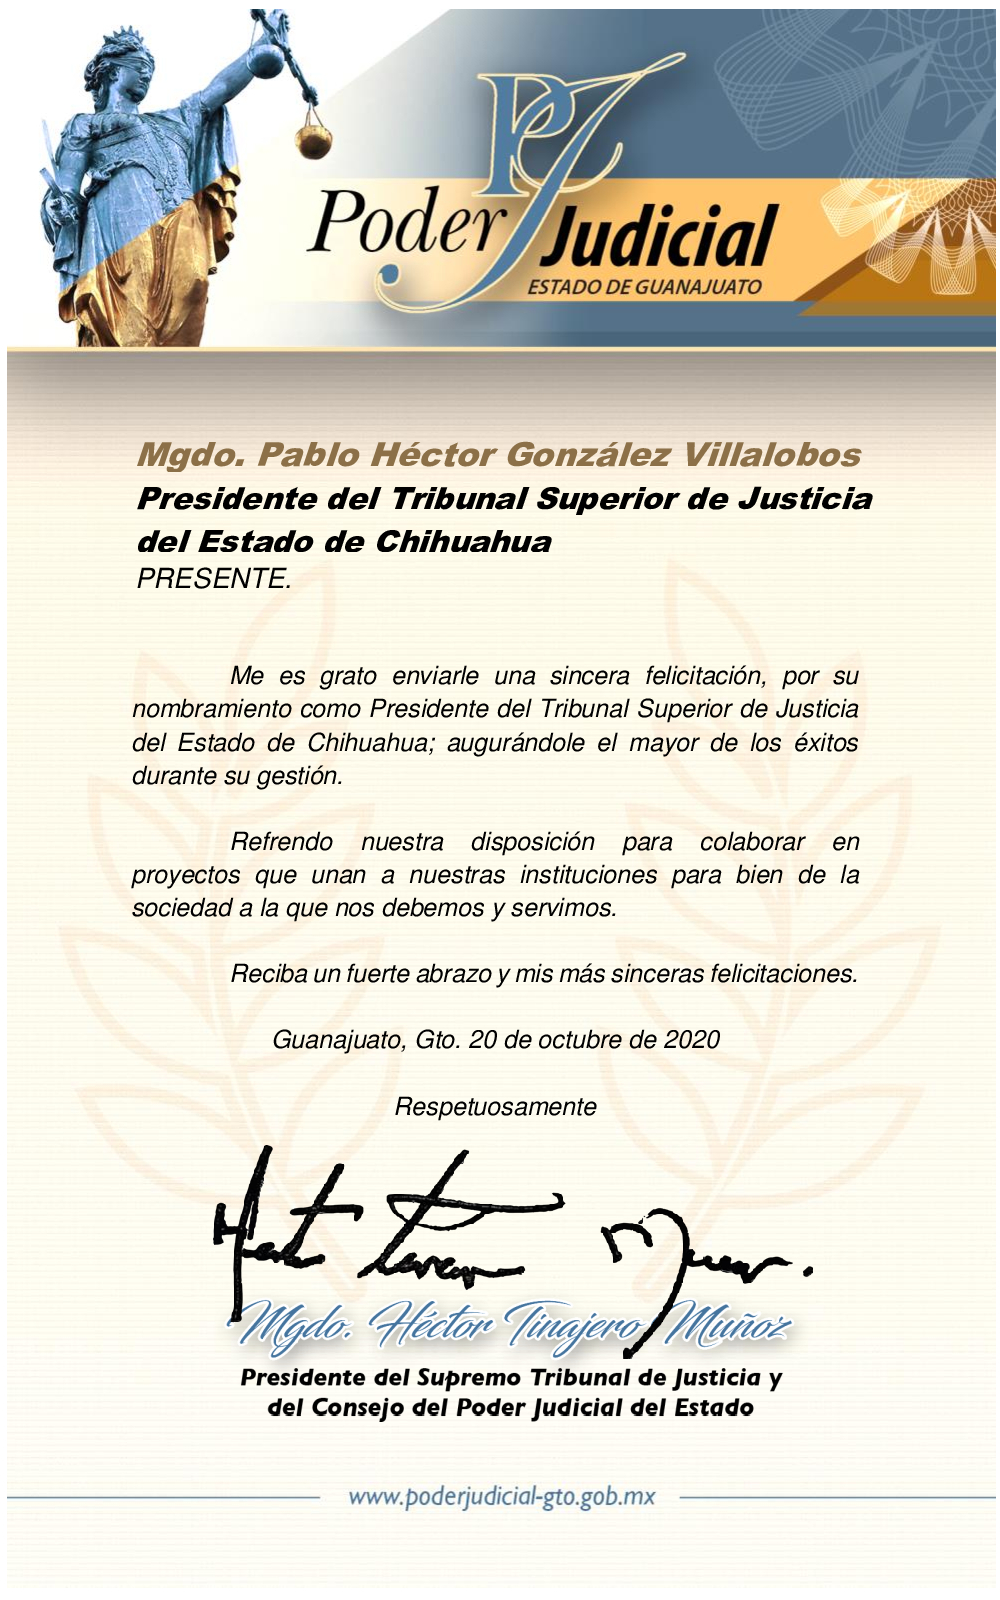 PJ
Poder Judicial
ESTADO DE GUANAJUATO
Mgdo. Pablo Héctor González Villalobos
Presidente del Tribunal Superior de Justicia
del Estado de Chihuahua
PRESENTE.
Me es grato enviarle una sincera felicitación, por su
nombramiento como Presidente del Tribunal Superior de Justicia
del Estado de Chihuahua; augurándole el mayor de los éxitos
durante su gestión.
Refrendo nuestra disposición para colaborar en
proyectos que unan a nuestras instituciones para bien de la
sociedad a la que nos debemos y servimos.
Reciba un fuerte abrazo y mis más sinceras felicitaciones.
Guanajuato, Gto. 20 de octubre de 2020
Respetuosamente
Mgdo. Héctor Tinajero Muñoz
Presidente del Supremo Tribunal de Justicia y
del Consejo del Poder Judicial del Estado
www.poderjudicial-gto.gob.mx